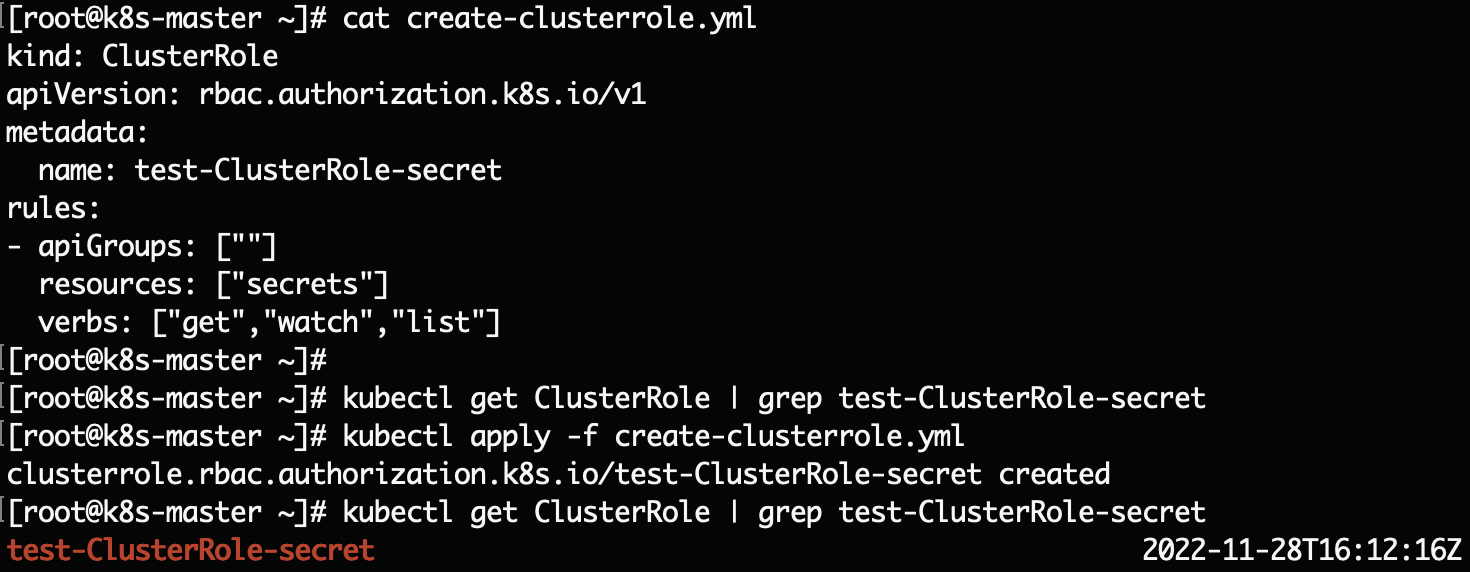 [root@k8s-master ~]# cat create-clusterrole.yml
kind: ClusterRole
apiVersion: rbac.authorization.k8s.io/v1
metadata:
  name: test-ClusterRole-secret
rules:
- apiGroups: [""]
  resources: ["secrets"]
  verbs: ["get","watch","list"]
[root@k8s-master ~]#
[root@k8s-master ~]# kubectl get ClusterRole | grep test-ClusterRole-secret
[root@k8s-master ~]# kubectl apply -f create-clusterrole.yml
clusterrole.rbac.authorization.k8s.io/test-ClusterRole-secret created
[root@k8s-master ~]# kubectl get ClusterRole | grep test-ClusterRole-secret
test-ClusterRole-secret 2022-11-28T16:12:16Z